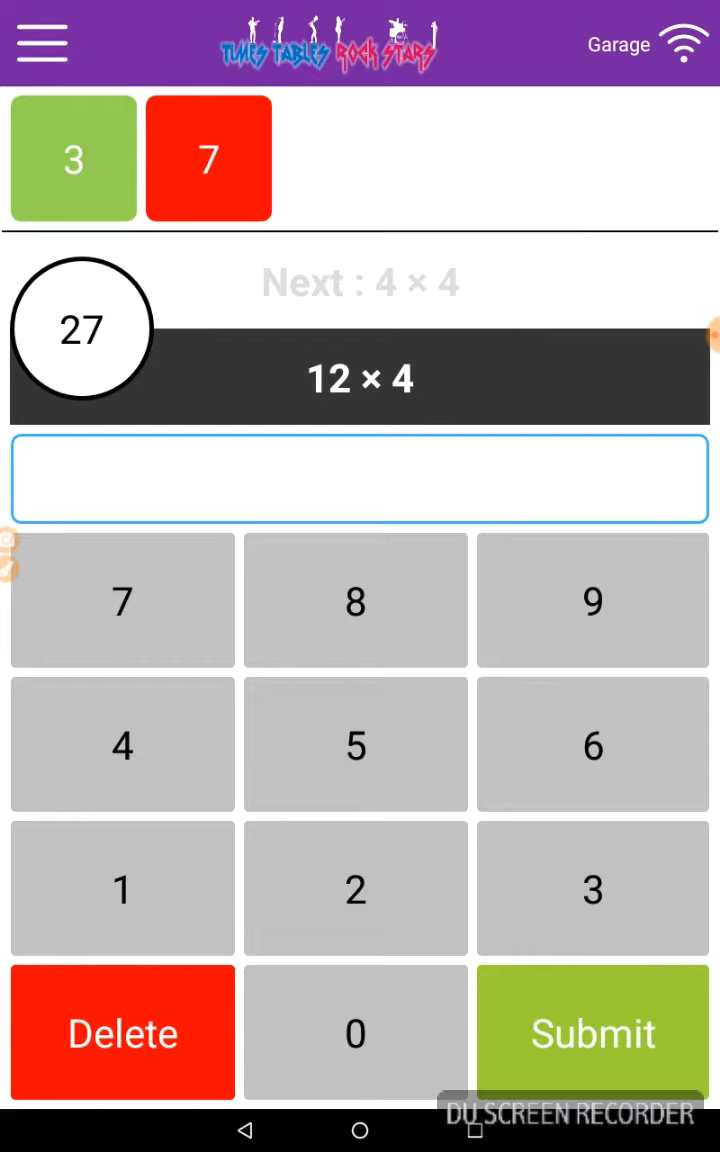 TIMES TABLES ROCK STARS
Garage
3 7
Next : 4 × 4
27
12 × 4
7 8 9
4 5 6
1 2 3
Delete 0 Submit
DU SCREEN RECORDER